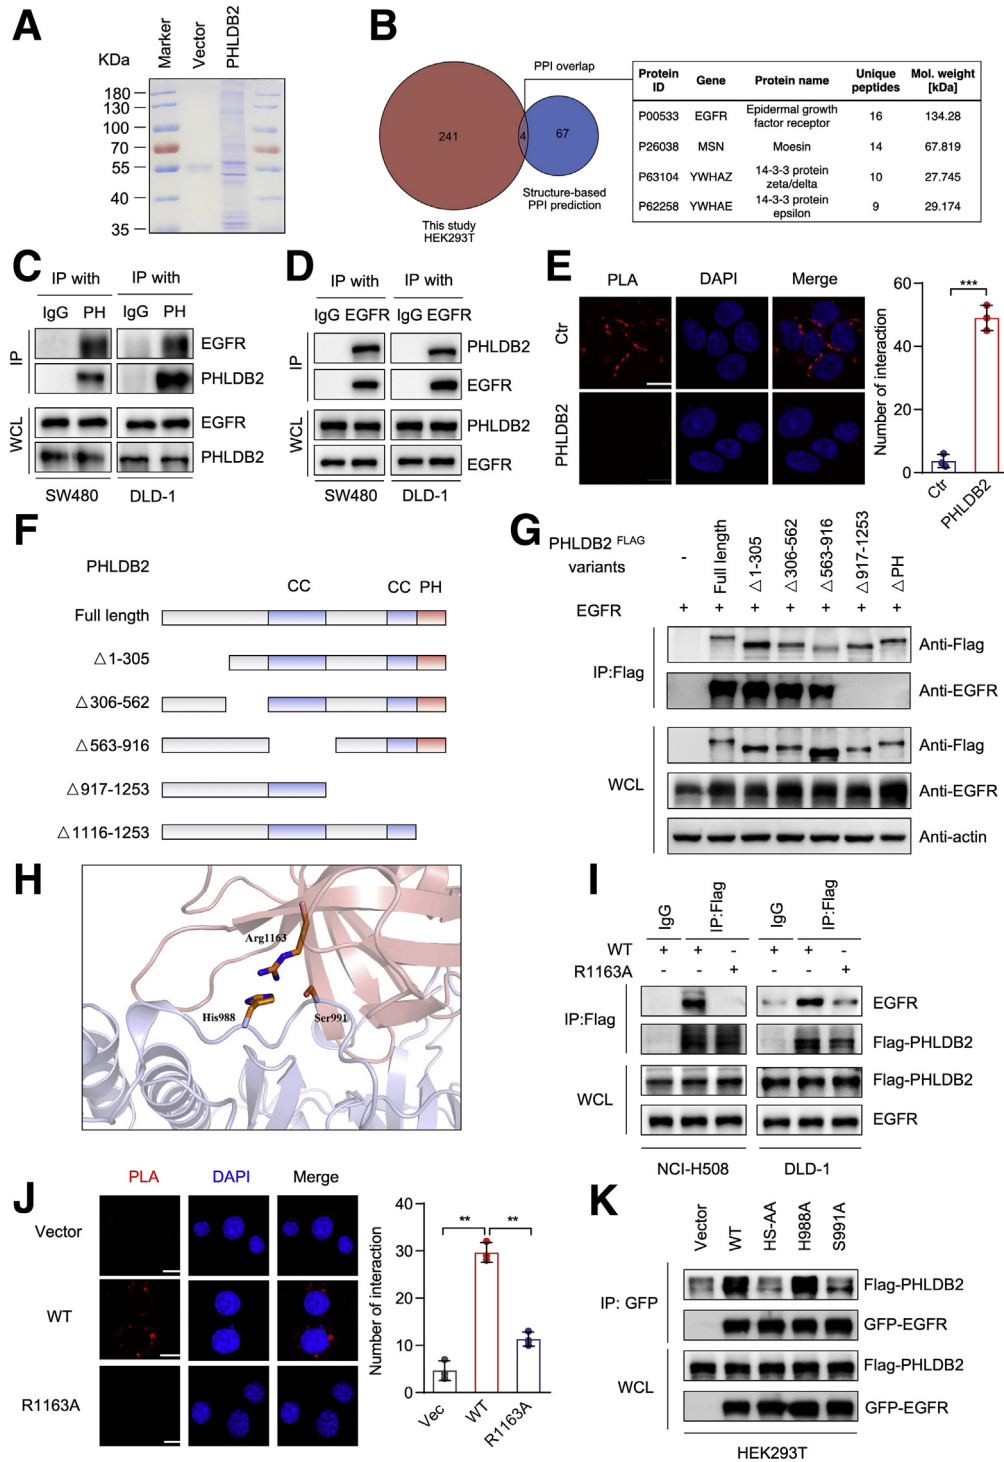 A
KDa
Marker
Vector
PHLDB2
180
130
100
70
55
40
35
B
PPI overlap
241
4
67
This study
HEK293T
Structure-based
PPI prediction
Protein ID Gene Protein name Unique peptides Mol. weight [kDa]
P00533 EGFR Epidermal growth factor receptor 16 134.28
P26038 MSN Moesin 14 67.819
P63104 YWHAZ 14-3-3 protein zeta/delta 10 27.745
P62258 YWHAE 14-3-3 protein epsilon 9 29.174
C
IP with IP with
IgG PH IgG PH
IP
EGFR
PHLDB2
WCL
EGFR
PHLDB2
SW480 DLD-1
D
IP with IP with
IgG EGFR IgG EGFR
IP
PHLDB2
EGFR
WCL
PHLDB2
EGFR
SW480 DLD-1
E
PLA DAPI Merge
Ctr
PHLDB2
Number of interaction
60
40
20
0
***
Ctr
PHLDB2
F
PHLDB2
CC CC PH
Full length
△1-305
△306-562
△563-916
△917-1253
△1116-1253
G
PHLDB2 FLAG
variants
- Full length △1-305 △306-562 △563-916 △917-1253 △PH
EGFR + + + + + + +
IP:Flag
Anti-Flag
Anti-EGFR
WCL
Anti-Flag
Anti-EGFR
Anti-actin
H
Arg1163
His988
Ser991
I
IgG IP:Flag IgG IP:Flag
WT + + - + + -
R1163A - - + - - +
IP:Flag
EGFR
Flag-PHLDB2
WCL
Flag-PHLDB2
EGFR
NCI-H508 DLD-1
J
PLA DAPI Merge
Vector
WT
R1163A
Number of interaction
40
30
20
10
0
** **
Vec
WT
R1163A
K
Vector WT HS-AA H988A S991A
IP: GFP
Flag-PHLDB2
GFP-EGFR
WCL
Flag-PHLDB2
GFP-EGFR
HEK293T